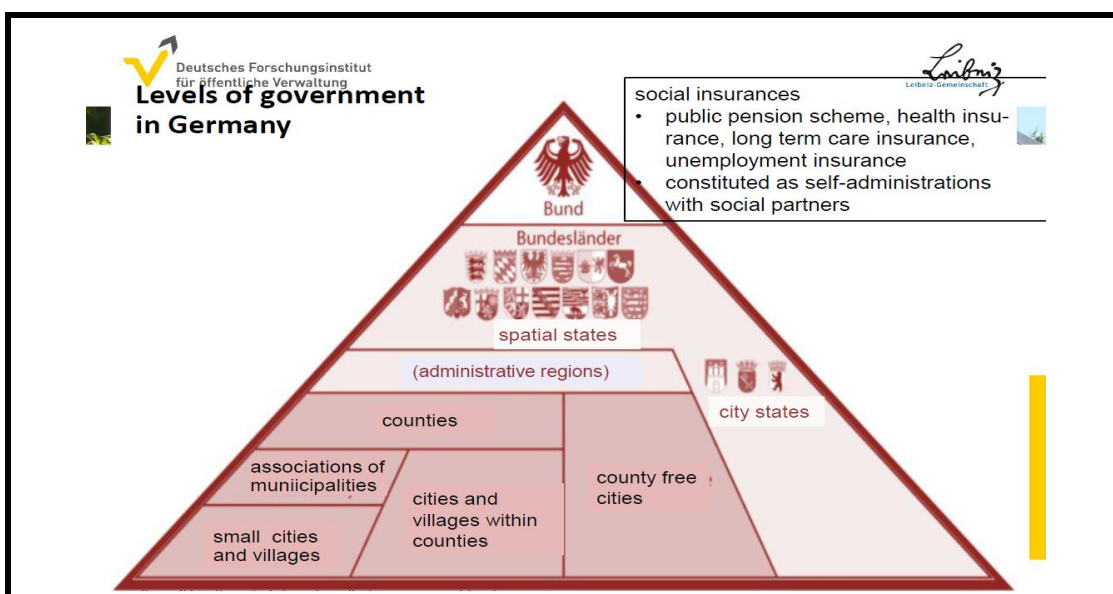 Deutsches Forschungsinstitut
für öffentliche Verwaltung
Levels of government
in Germany
Leibniz
Leibniz-Gemeinschaft
social insurances
• public pension scheme, health insu-
rance, long term care insurance,
unemployment insurance
• constituted as self-administrations
with social partners
Bund
Bundesländer
spatial states
(administrative regions)
city states
counties
associations of
muniicipalities
county free
cities
cities and
villages within
counties
small cities
and villages